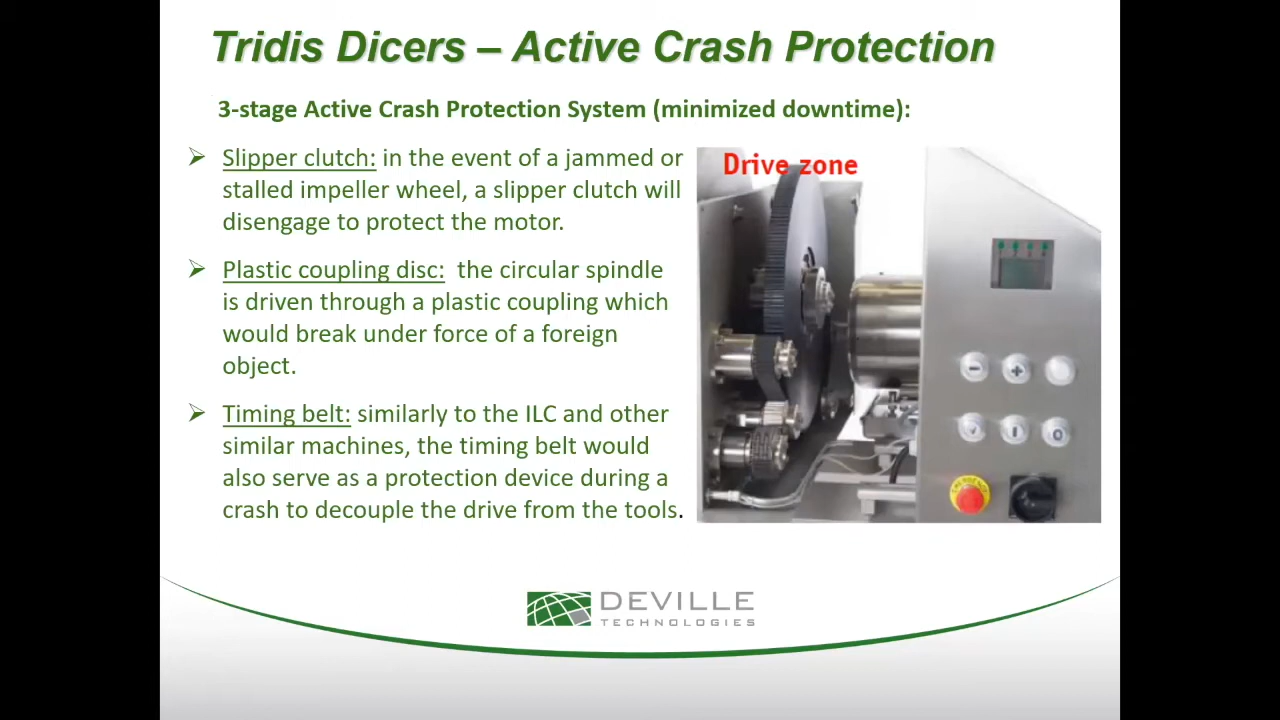 Tridis Dicers – Active Crash Protection
3-stage Active Crash Protection System (minimized downtime):
Slipper clutch: in the event of a jammed or
stalled impeller wheel, a slipper clutch will
disengage to protect the motor.
Plastic coupling disc: the circular spindle
is driven through a plastic coupling which
would break under force of a foreign
object.
Timing belt: similarly to the ILC and other
similar machines, the timing belt would
also serve as a protection device during a
crash to decouple the drive from the tools.
Drive zone
DEVILLE
TECHNOLOGIES